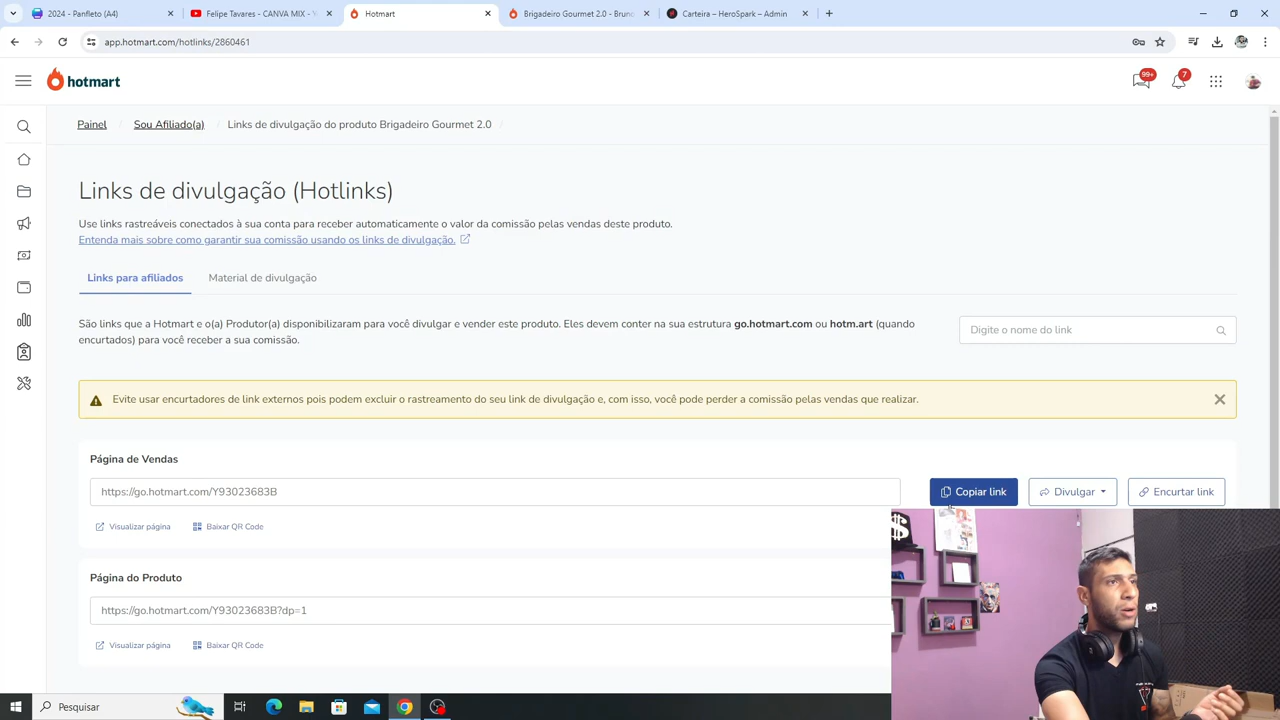 2024 - Panfleto (A4)
Felipe Tavares - CANVA MIX - Y
Hotmart
Brigadeiro Gourmet 2.0 - Bruno
Carteira – HeroSpark – Admin
app.hotmart.com/hotlinks/2860461
hotmart
99+
7
Painel / Sou Afiliado(a) / Links de divulgação do produto Brigadeiro Gourmet 2.0 /
Links de divulgação (Hotlinks)
Use links rastreáveis conectados à sua conta para receber automaticamente o valor da comissão pelas vendas deste produto.
Entenda mais sobre como garantir sua comissão usando os links de divulgação.
Links para afiliados
Material de divulgação
São links que a Hotmart e o(a) Produtor(a) disponibilizaram para você divulgar e vender este produto. Eles devem conter na sua estrutura go.hotmart.com ou hotm.art (quando
encurtados) para você receber a sua comissão.
Digite o nome do link
Evite usar encurtadores de link externos pois podem excluir o rastreamento do seu link de divulgação e, com isso, você pode perder a comissão pelas vendas que realizar.
Página de Vendas
https://go.hotmart.com/Y93023683B
Copiar link
Divulgar
Encurtar link
Visualizar página
Baixar QR Code
Página do Produto
https://go.hotmart.com/Y93023683B?dp=1
Visualizar página
Baixar QR Code
Pesquisar